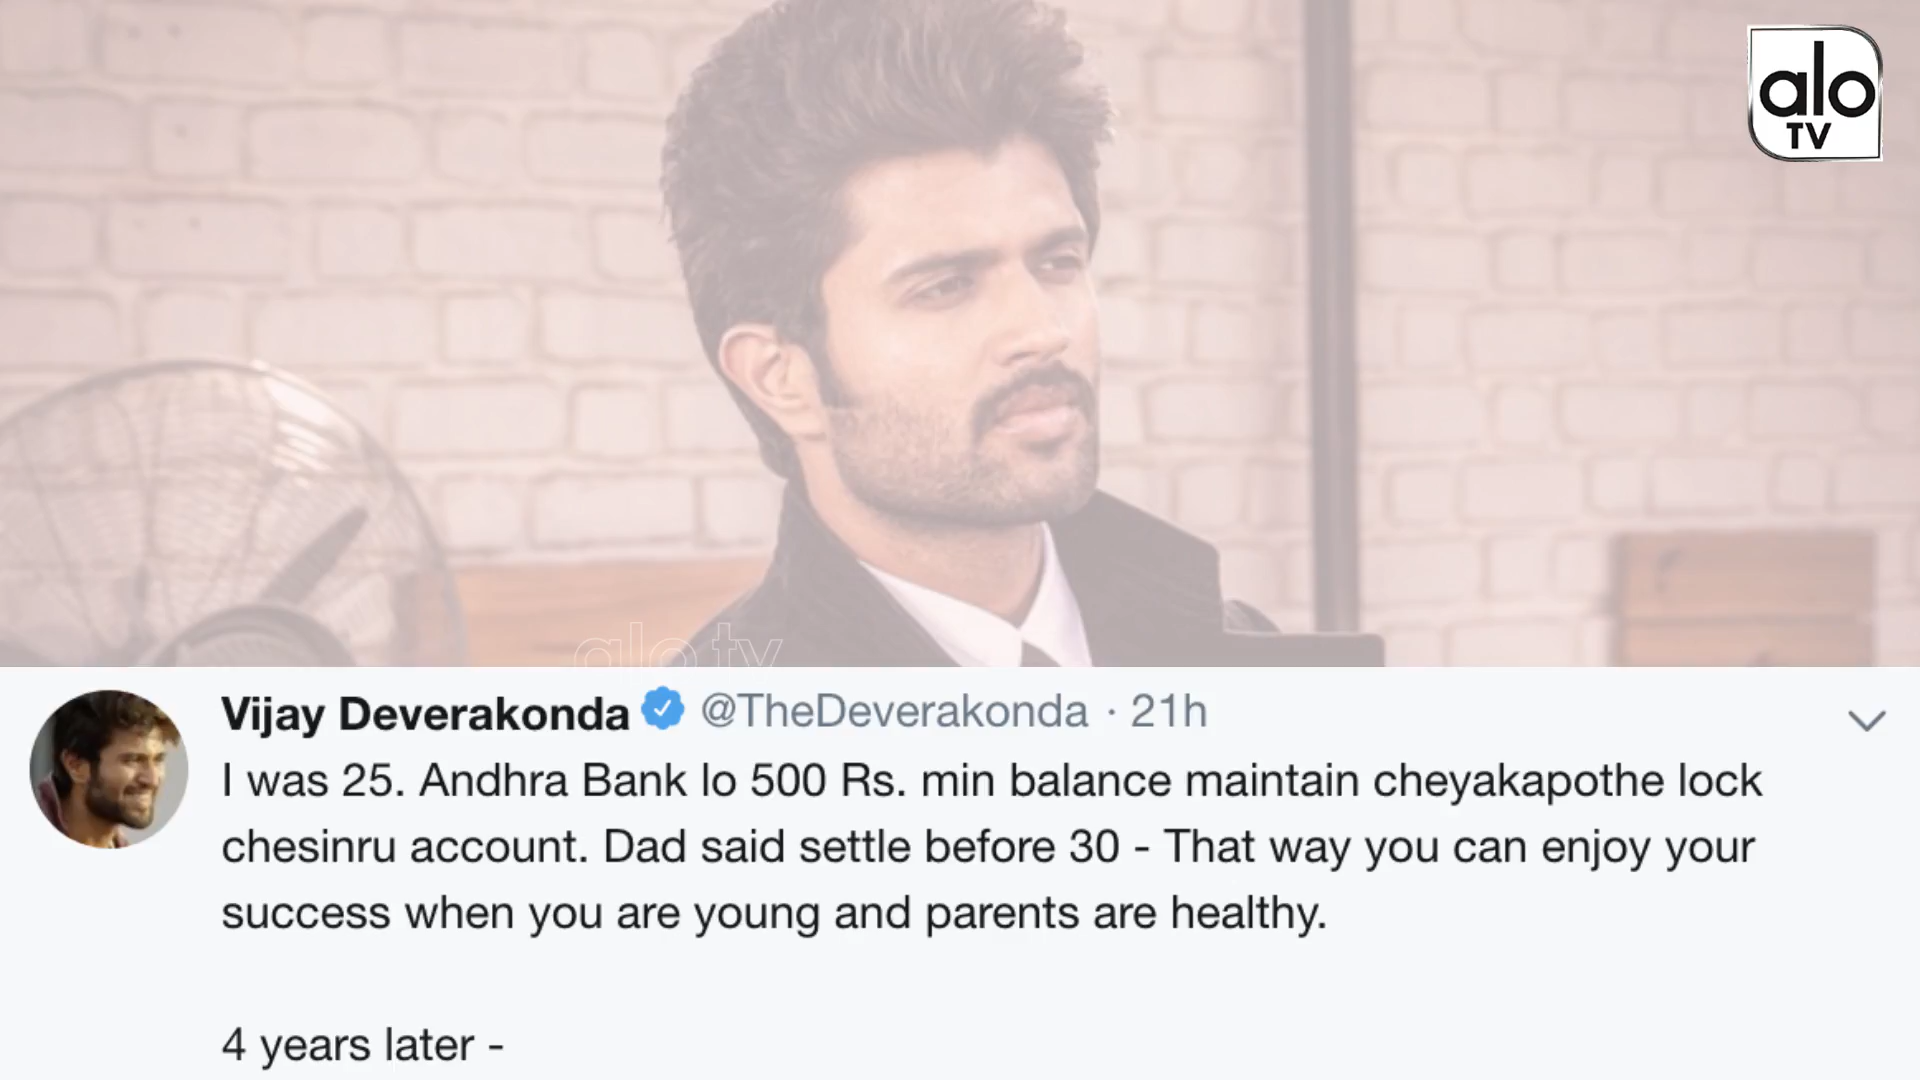 alo
TV
alo tv
Vijay Deverakonda @TheDeverakonda · 21h
I was 25. Andhra Bank lo 500 Rs. min balance maintain cheyakapothe lock
chesinru account. Dad said settle before 30 - That way you can enjoy your
success when you are young and parents are healthy.
4 years later -